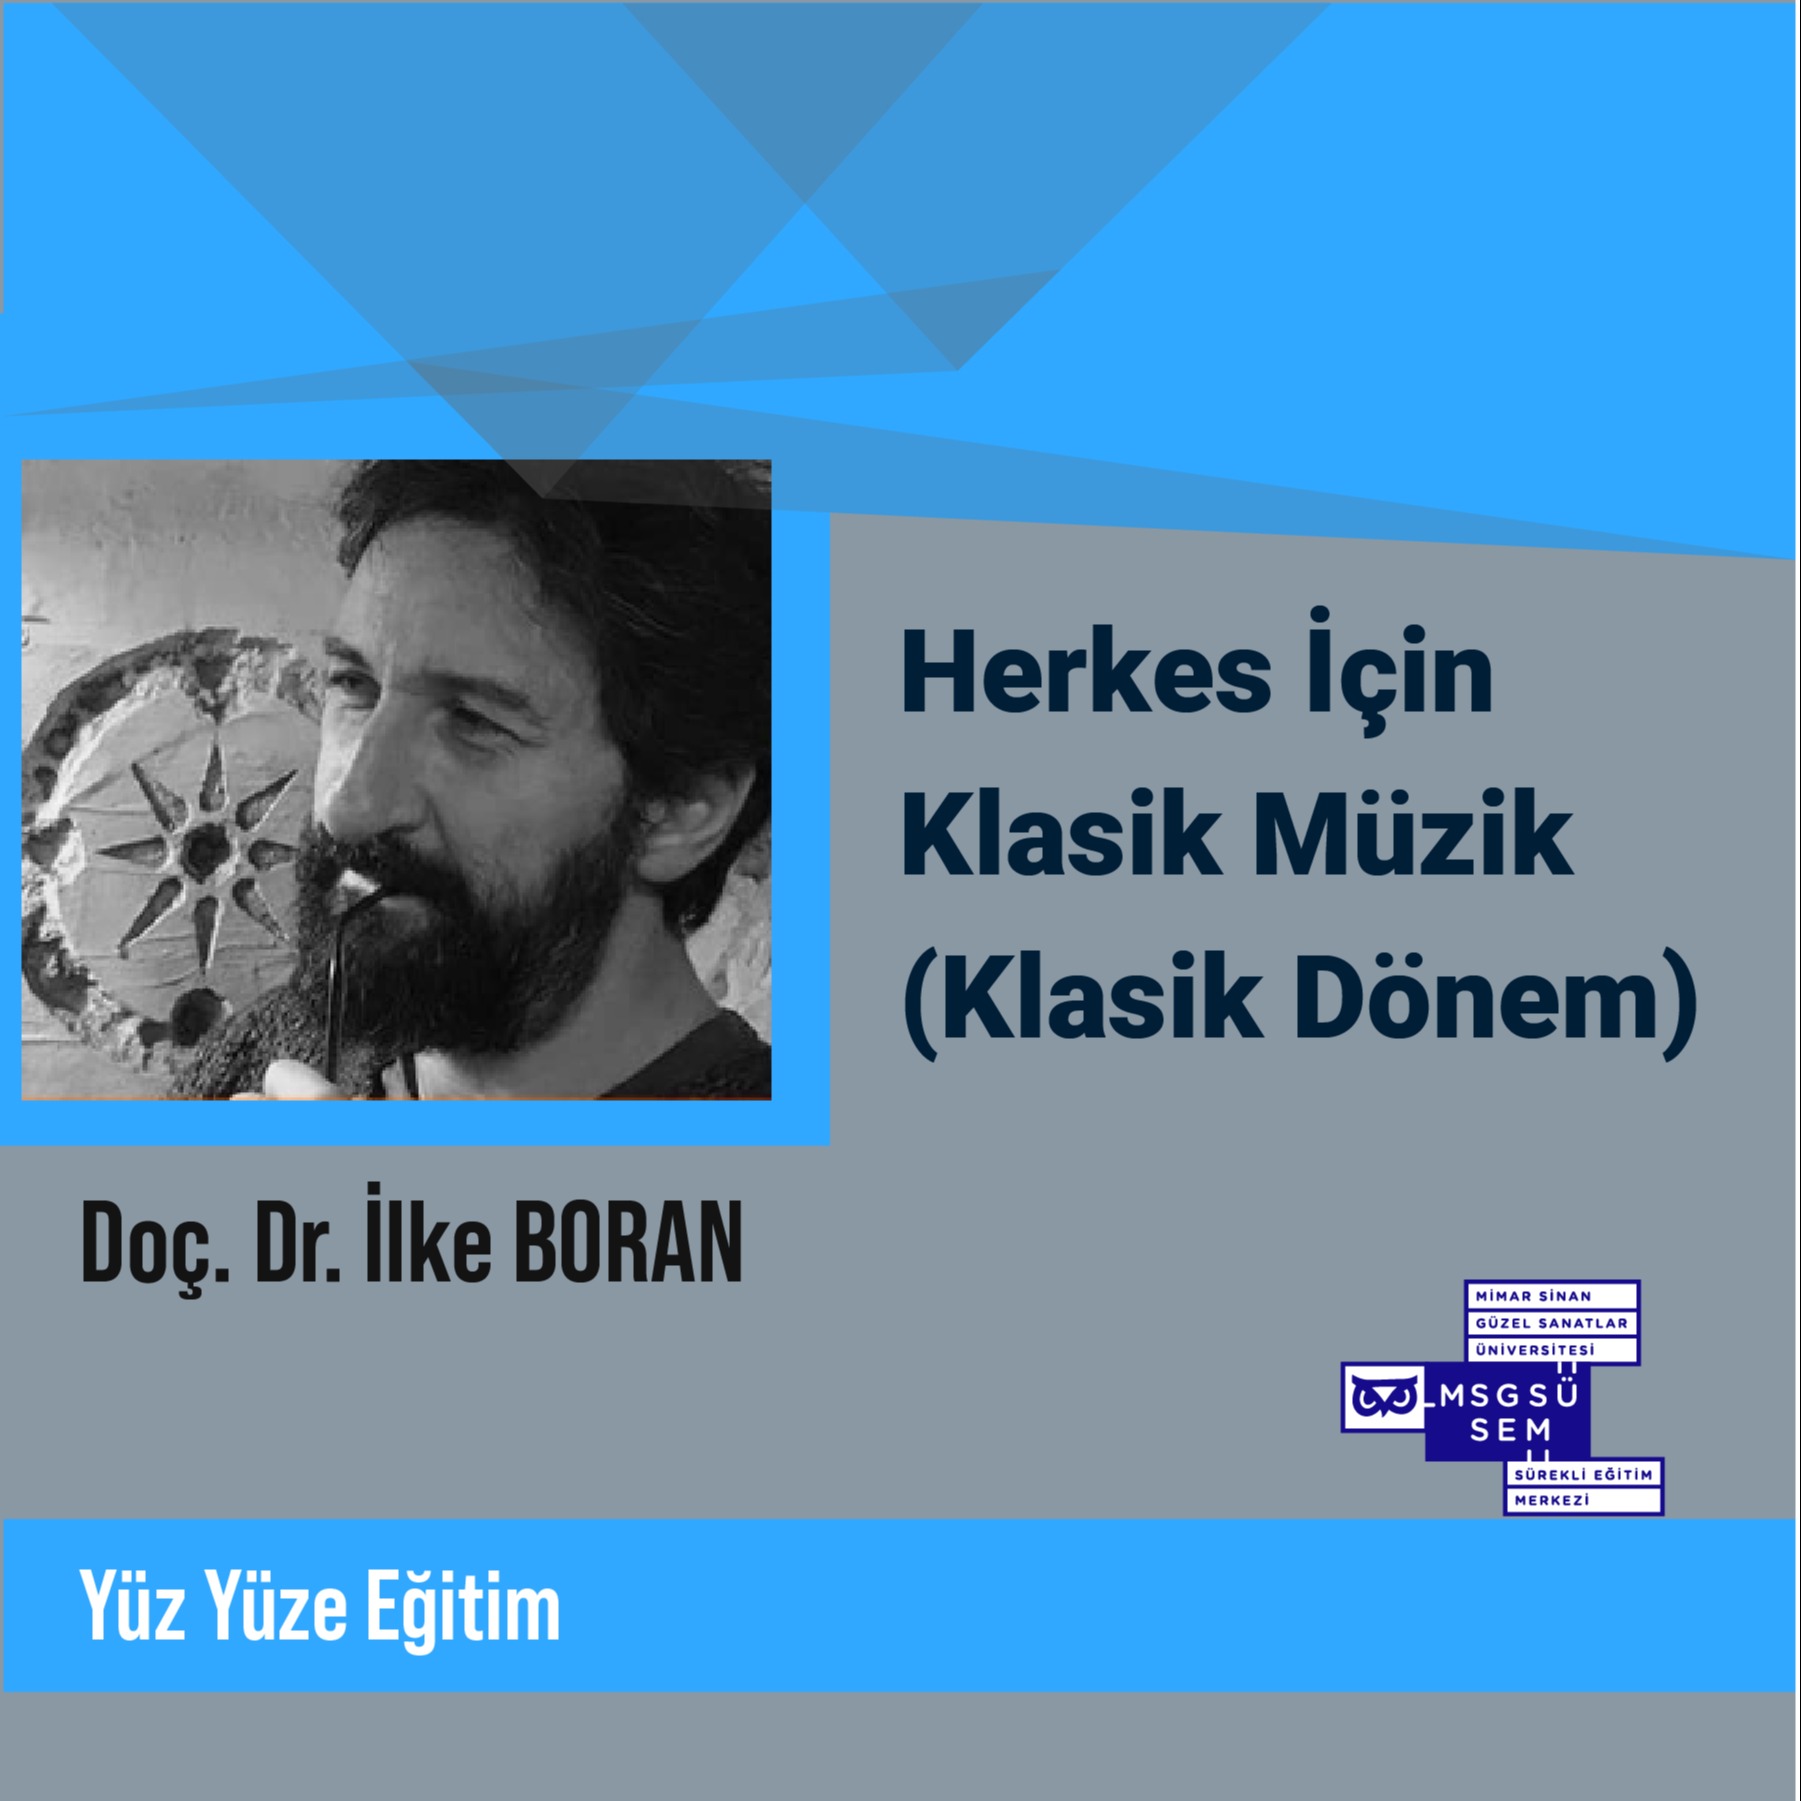 Herkes İçin
Klasik Müzik
(Klasik Dönem)
Doç. Dr. İlke BORAN
MİMAR SİNAN
GÜZEL SANATLAR
ÜNİVERSİTESİ
MSGSÜ
SEM
SÜREKLİ EĞİTİM
MERKEZİ
Yüz Yüze Eğitim